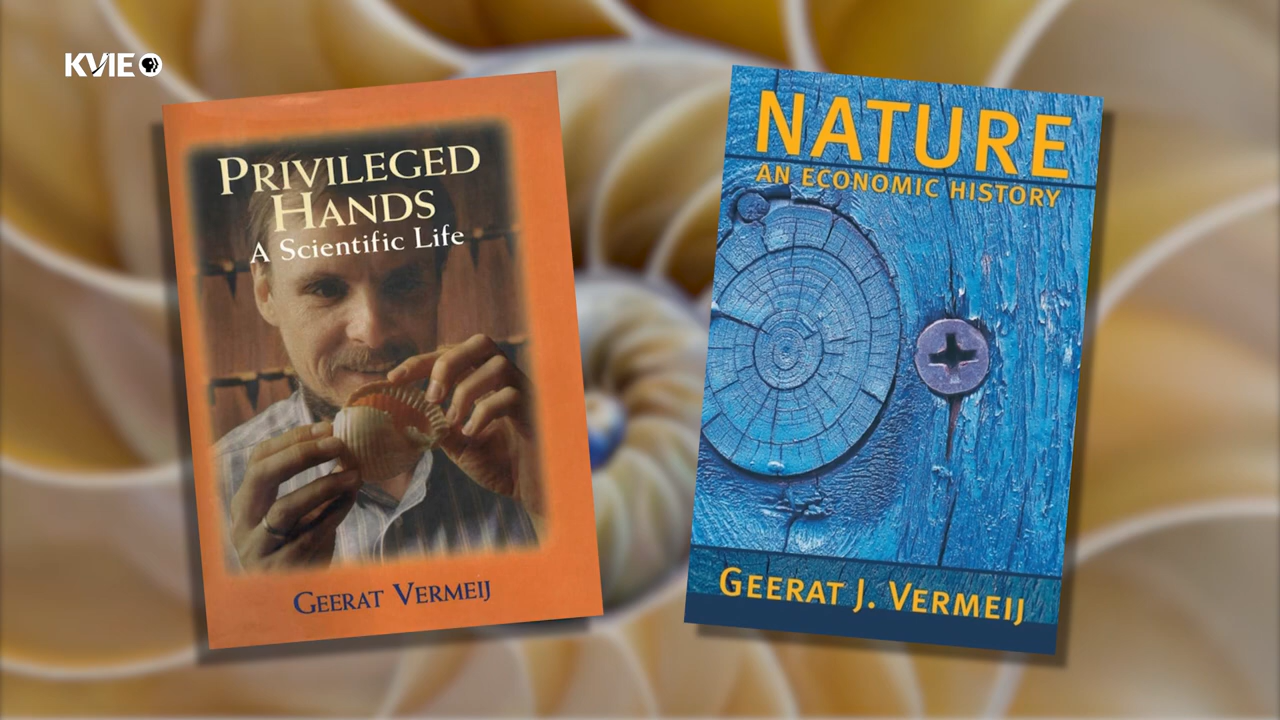 KVIE
PRIVILEGED
HANDS
A Scientific Life
GEERAT VERMEIJ
NATURE
AN ECONOMIC HISTORY
GEERAT J. VERMEIJ